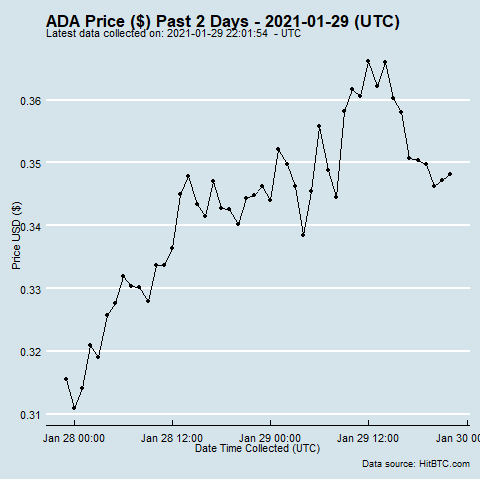 ADA Price ($) Past 2 Days - 2021-01-29 (UTC)
Latest data collected on: 2021-01-29 22:01:54 - UTC
0.36
0.35
0.34
0.33
0.32
0.31
Price USD ($)
Jan 28 00:00 Jan 28 12:00 Jan 29 00:00 Jan 29 12:00 Jan 30 00
Date Time Collected (UTC)
Data source: HitBTC.com